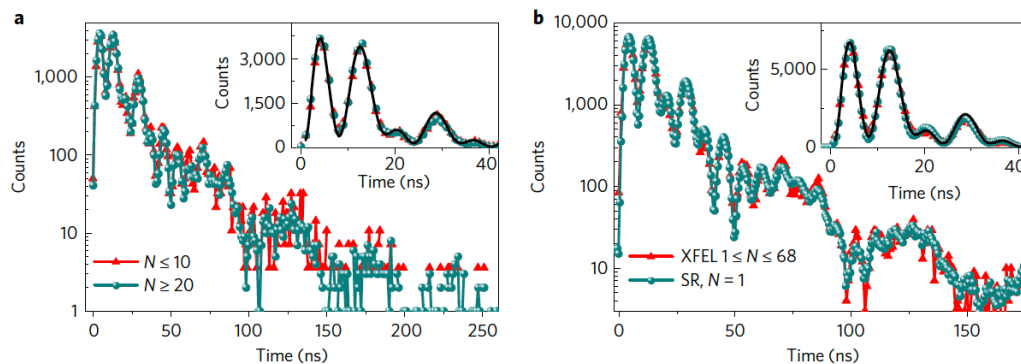 a
Counts
1,000
100
10
1
0
50
100
150
200
250
Time (ns)
N ≤ 10
N ≥ 20
Counts
3,000
1,500
0
0
20
40
Time (ns)
b
Counts
10,000
1,000
100
10
0
50
100
150
Time (ns)
XFEL 1 ≤ N ≤ 68
SR, N = 1
Counts
5,000
0
0
20
40
Time (ns)